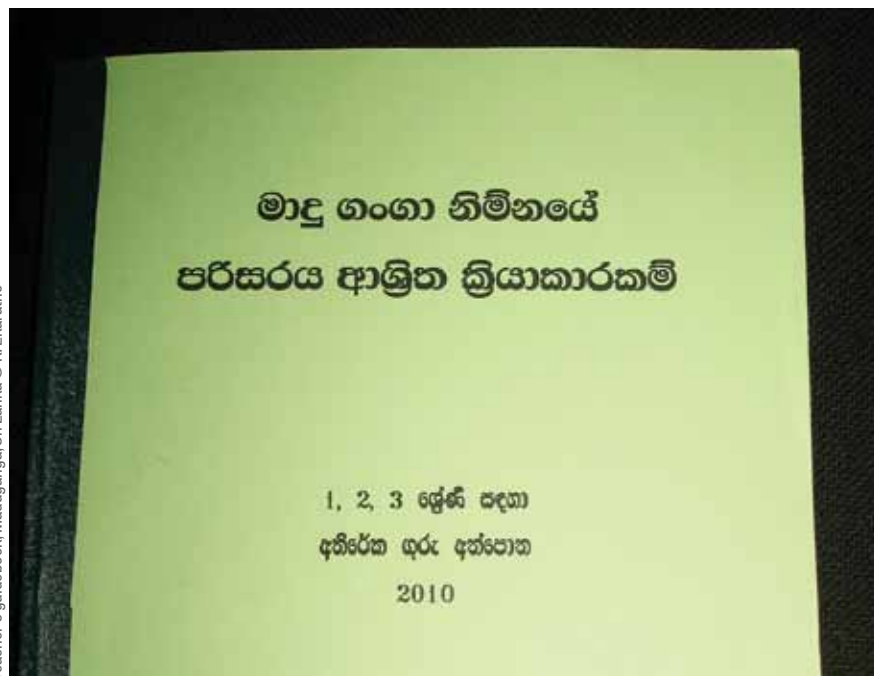 මාදු ගංගා නිම්නයේ
පරිසරය ආශ්‍රිත ක්‍රියාකාරකම්
1, 2, 3 ශ්‍රේණි සඳහා
අතිරේක ගුරු අත්පොත
2010